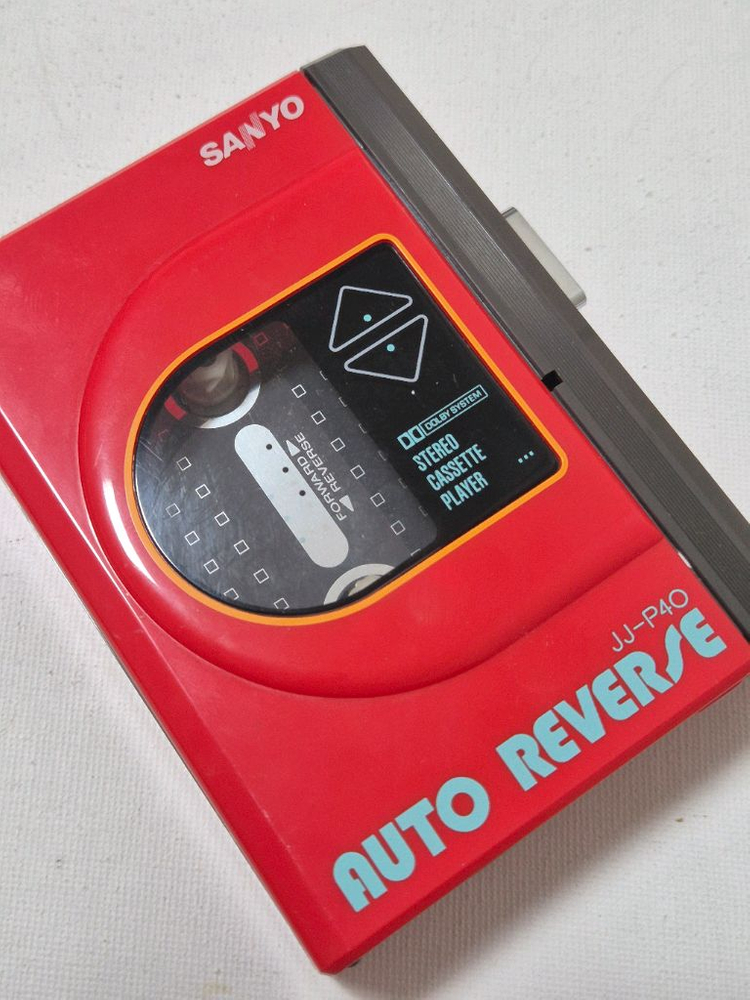 SANYO
DOLBY SYSTEM
STEREO
CASSETTE
PLAYER
FORWARD
REVERSE
JJ-P40
AUTO REVERSE